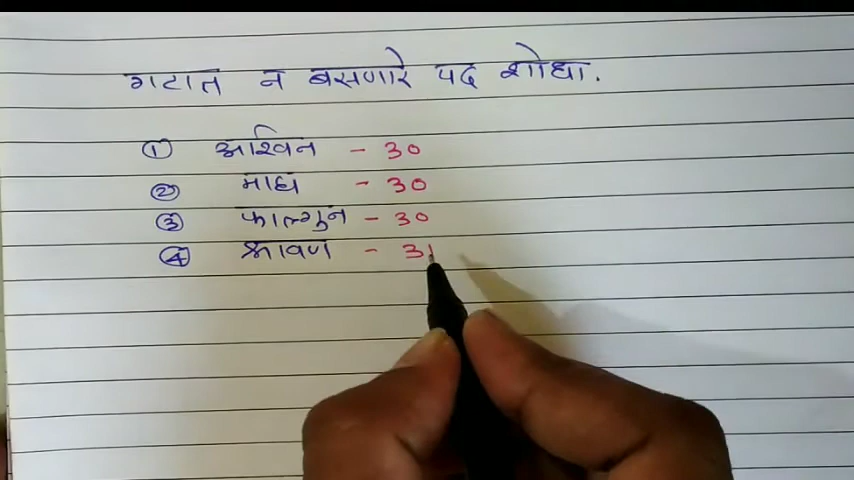 गटात न बसणारे पद शोधा.
① अश्विन - 30
② माघ - 30
③ फाल्गुन - 30
④ श्रावण - 31